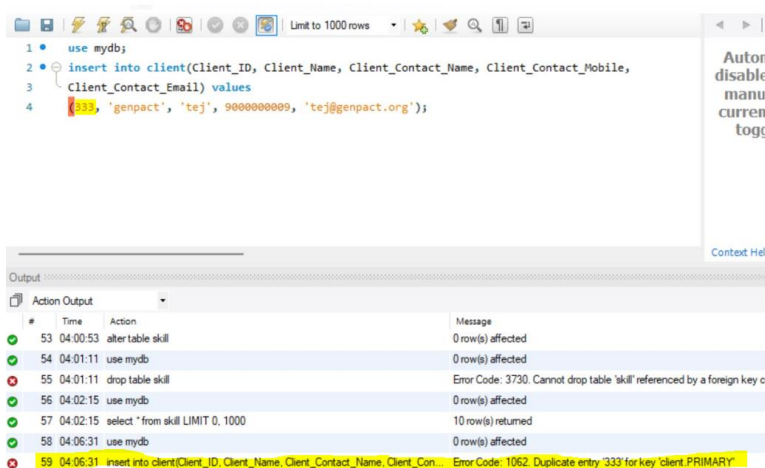 Limit to 1000 rows
1 use mydb;
2 insert into client(Client_ID, Client_Name, Client_Contact_Name, Client_Contact_Mobile,
3 Client_Contact_Email) values
4 (333, 'genpact', 'tej', 9000000009, 'tej@genpact.org');
Autom
disable
manu
curren
togg
Context Hel
Output
Action Output
# Time Action Message
53 04:00:53 alter table skill 0 row(s) affected
54 04:01:11 use mydb 0 row(s) affected
55 04:01:11 drop table skill Error Code: 3730. Cannot drop table 'skill' referenced by a foreign key c
56 04:02:15 use mydb 0 row(s) affected
57 04:02:15 select * from skill LIMIT 0, 1000 10 row(s) returned
58 04:06:31 use mydb 0 row(s) affected
59 04:06:31 insert into client(Client_ID, Client_Name, Client_Contact_Name, Client_Con... Error Code: 1062. Duplicate entry '333' for key 'client.PRIMARY'